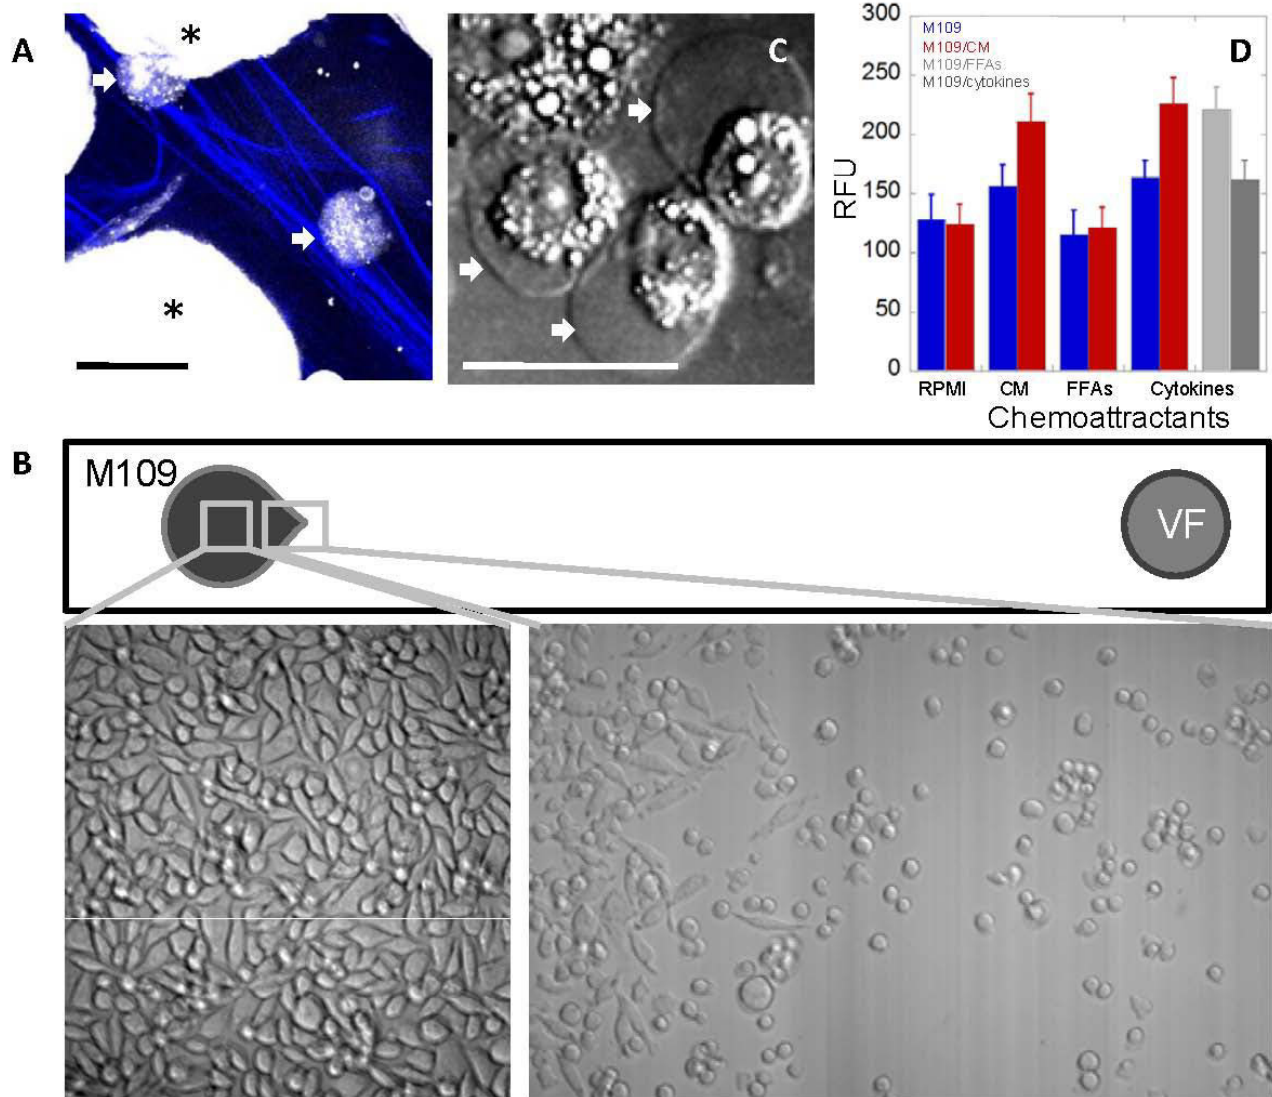 A
*
*
C
D
300
250
200
150
100
50
0
RFU
M109
M109/CM
M109/FFAs
M109/cytokines
RPMI CM FFAs Cytokines
Chemoattractants
B
M109
VF